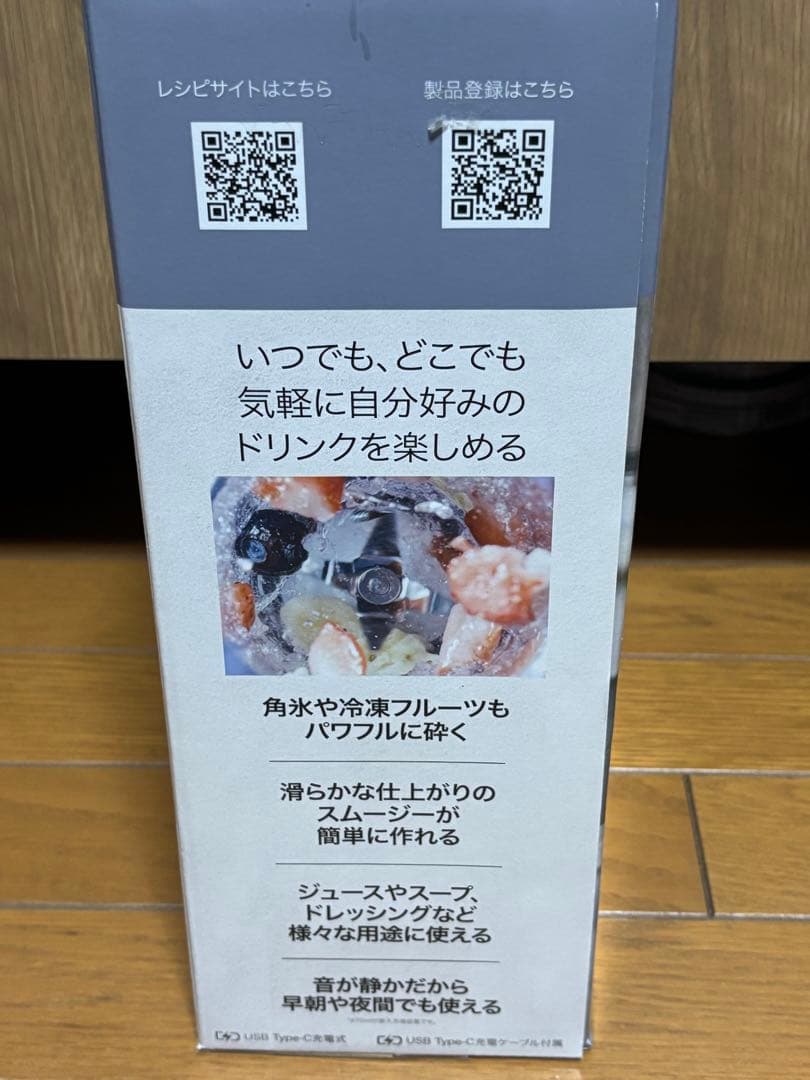 レシピサイトはこちら
製品登録はこちら
いつでも、どこでも
気軽に自分好みの
ドリンクを楽しめる
角氷や冷凍フルーツも
パワフルに砕く
滑らかな仕上がりの
スムージーが
簡単に作れる
ジュースやスープ、
ドレッシングなど
様々な用途に使える
音が静かだから
早朝や夜間でも使える
USB Type-C充電式
USB Type-C充電ケーブル付属